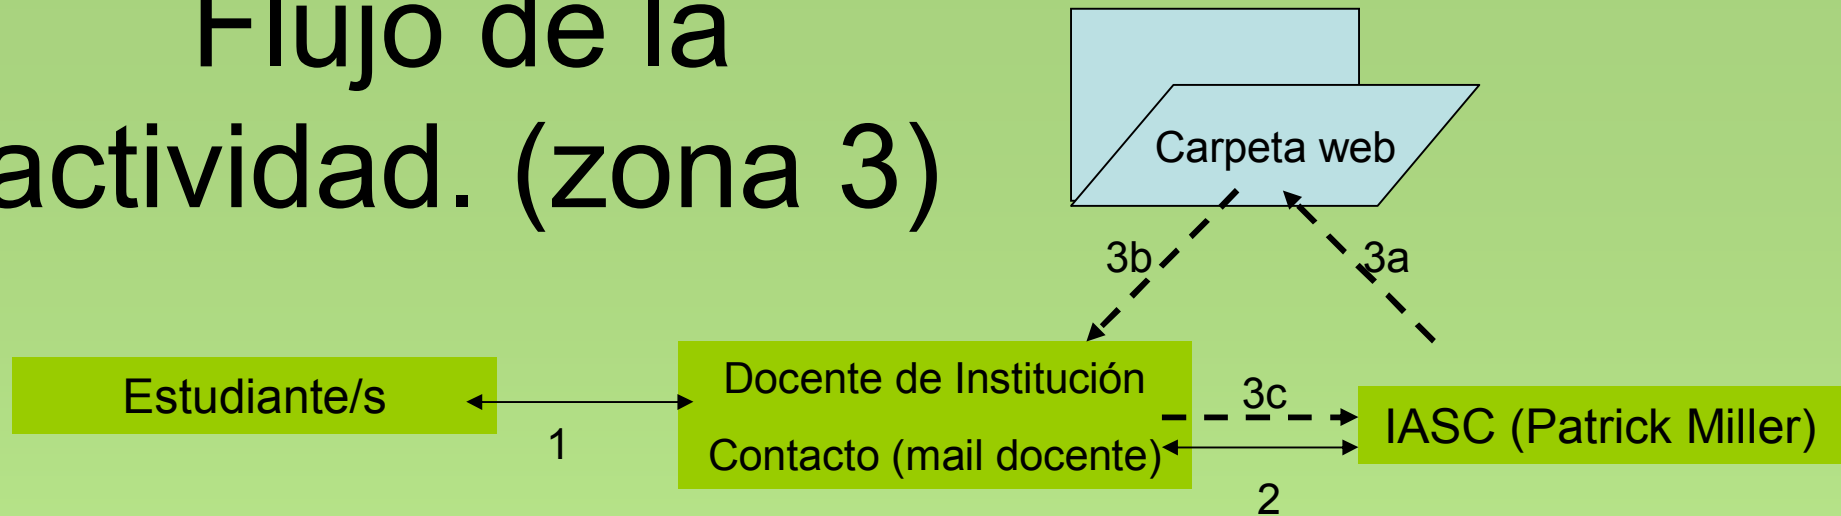 Flujo de la
actividad. (zona 3)
Carpeta web
3b
3a
Estudiante/s
1
Docente de Institución
Contacto (mail docente)
3c
2
IASC (Patrick Miller)